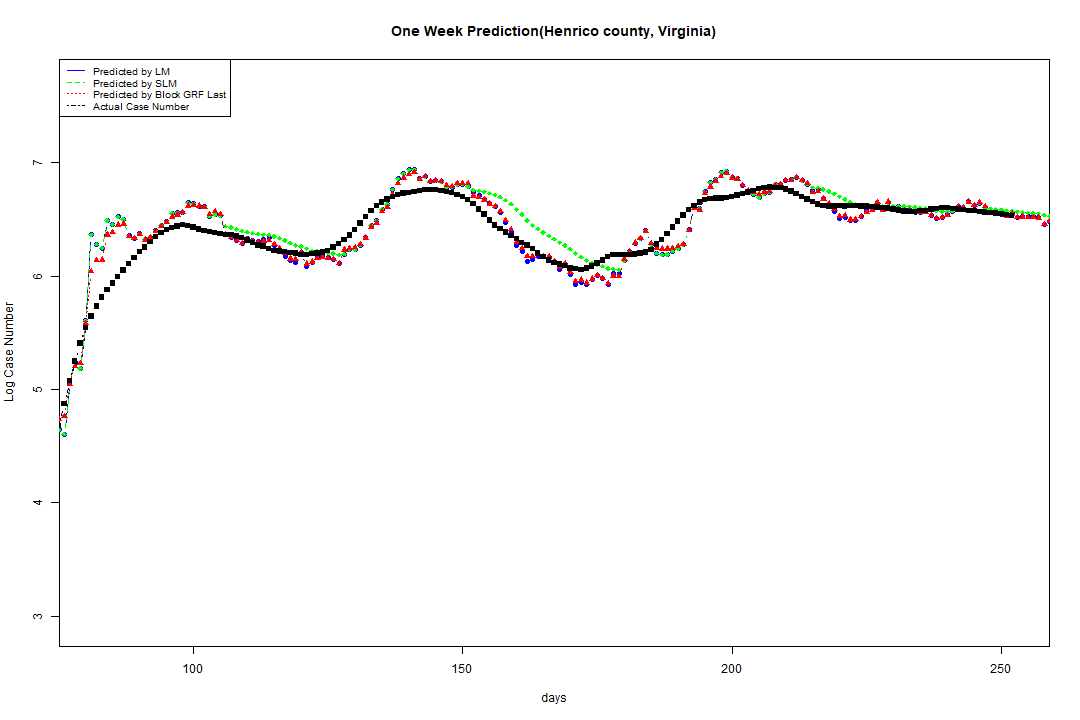 One Week Prediction(Henrico county, Virginia)
Predicted by LM
Predicted by SLM
Predicted by Block GRF Last
Actual Case Number
7
6
5
4
3
Log Case Number
100 150 200 250
days